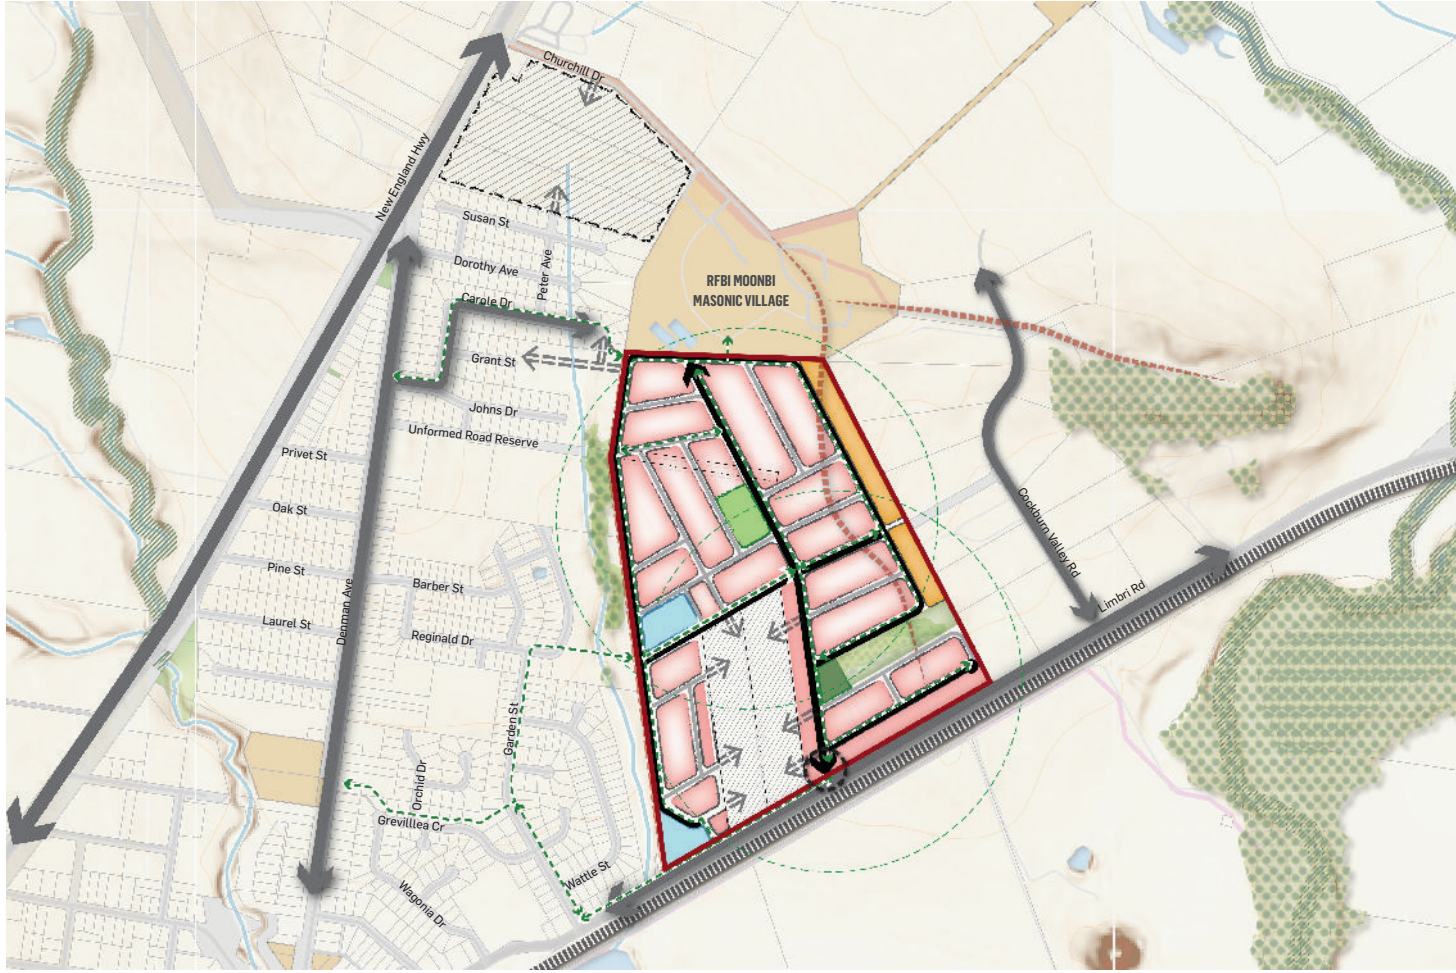 Churchill Dr
New England Hwy
Susan St
Dorothy Ave
Peter Ave
Carole Dr
RFBI MOONBI
MASONIC VILLAGE
Grant St
Johns Dr
Unformed Road Reserve
Privet St
Oak St
Pine St
Barber St
Laurel St
Denman Ave
Reginald Dr
Cockburn Valley Rd
Limbri Rd
Garden St
Orchid Dr
Grevilllea Cr
Wattle St
Wagonia Dr